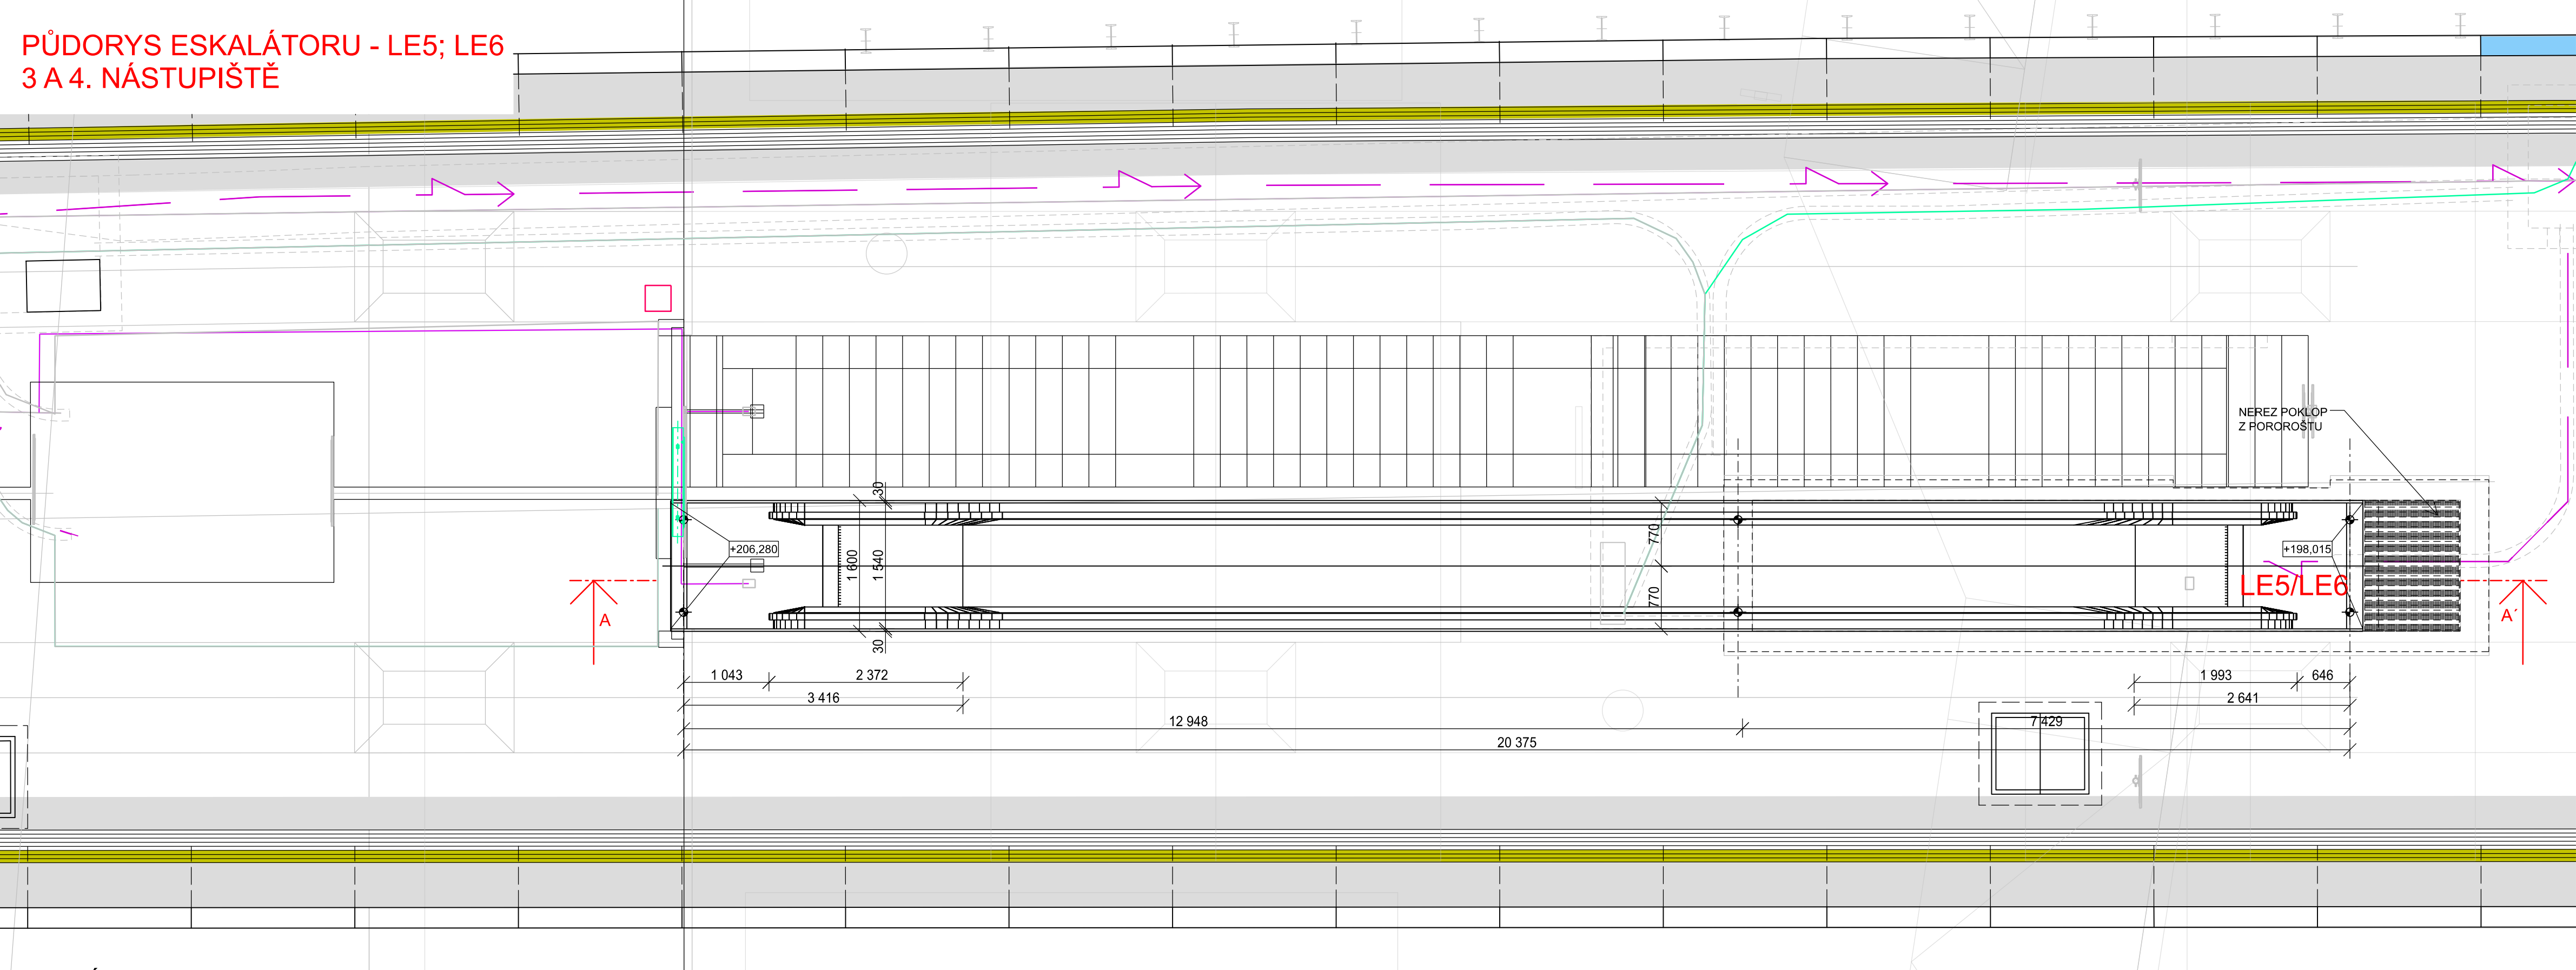 PŮDORYS ESKALÁTORU - LE5; LE6
3 A 4. NÁSTUPIŠTĚ
NEREZ POKLOP
Z POROROŠTU
30
+206,280
1 600
1 540
770
770
+198,015
LE5/LE6
A
A´
30
1 043
2 372
1 993
646
3 416
2 641
12 948
7 429
20 375